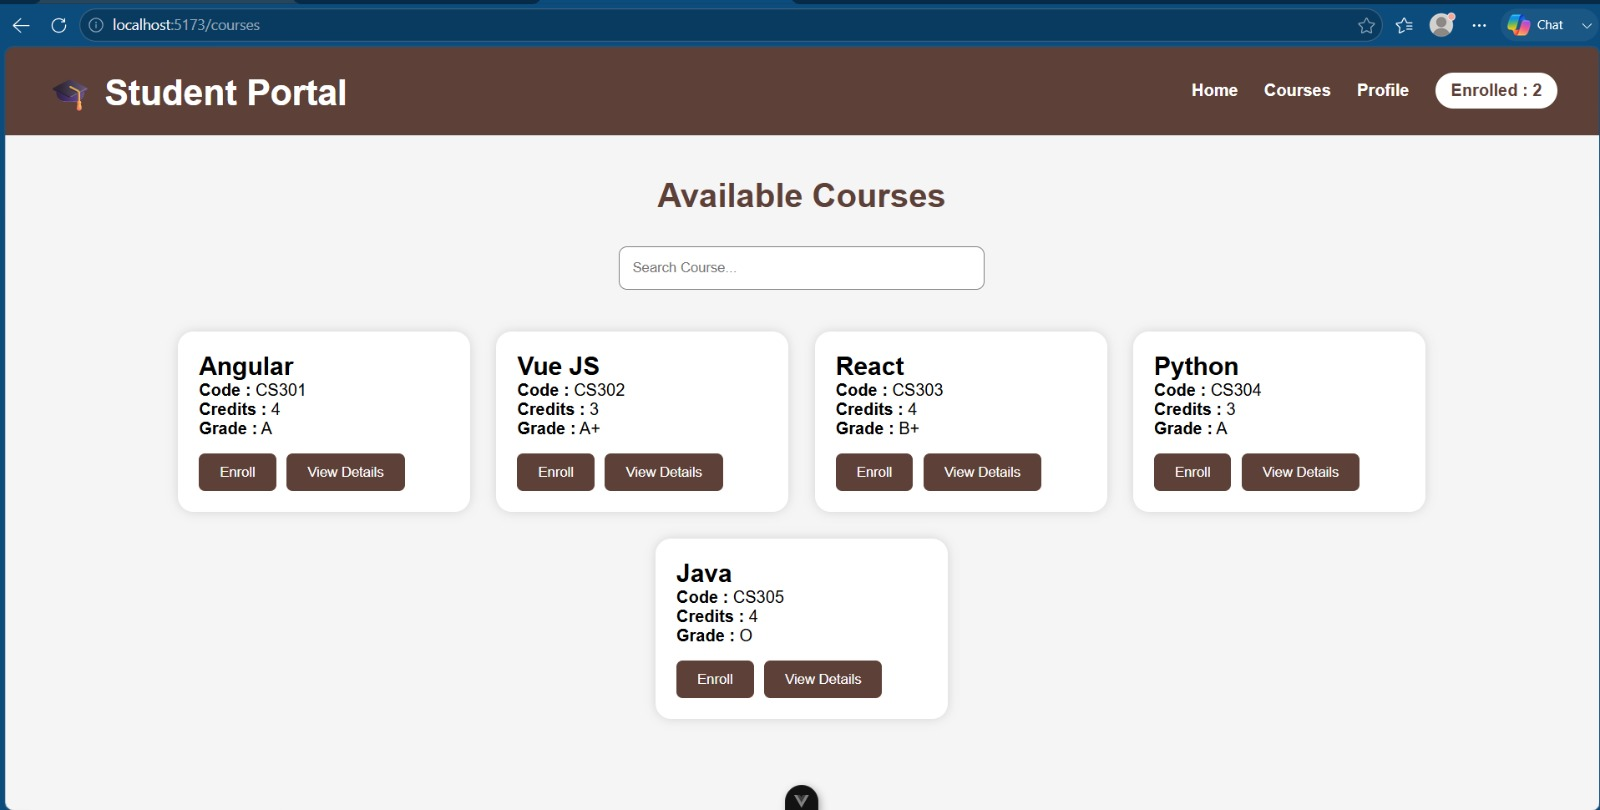 localhost:5173/courses
Chat
Student Portal
Home Courses Profile Enrolled : 2
Available Courses
Search Course...
Angular
Code : CS301
Credits : 4
Grade : A
Enroll View Details
Vue JS
Code : CS302
Credits : 3
Grade : A+
Enroll View Details
React
Code : CS303
Credits : 4
Grade : B+
Enroll View Details
Python
Code : CS304
Credits : 3
Grade : A
Enroll View Details
Java
Code : CS305
Credits : 4
Grade : O
Enroll View Details